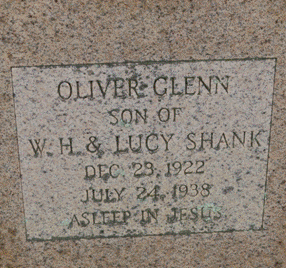 OLIVER GLENN
SON OF
W. H. & LUCY SHANK
DEC. 23. 1922
JULY 24. 1938
ASLEEP IN JESUS